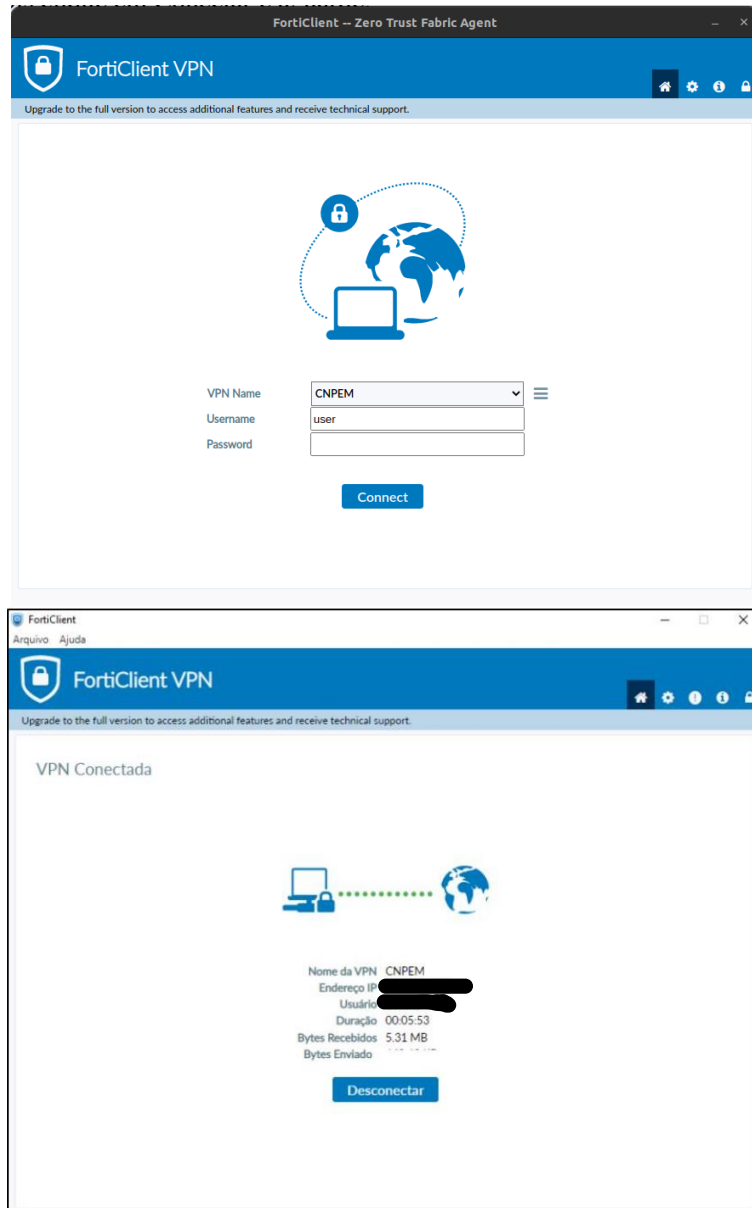 FortiClient -- Zero Trust Fabric Agent
FortiClient VPN
Upgrade to the full version to access additional features and receive technical support.
VPN Name CNPEM
Username user
Password
Connect
FortiClient
Arquivo Ajuda
FortiClient VPN
Upgrade to the full version to access additional features and receive technical support.
VPN Conectada
Nome da VPN CNPEM
Endereço IP
Usuário
Duração 00:05:53
Bytes Recebidos 5.31 MB
Bytes Enviado
Desconectar